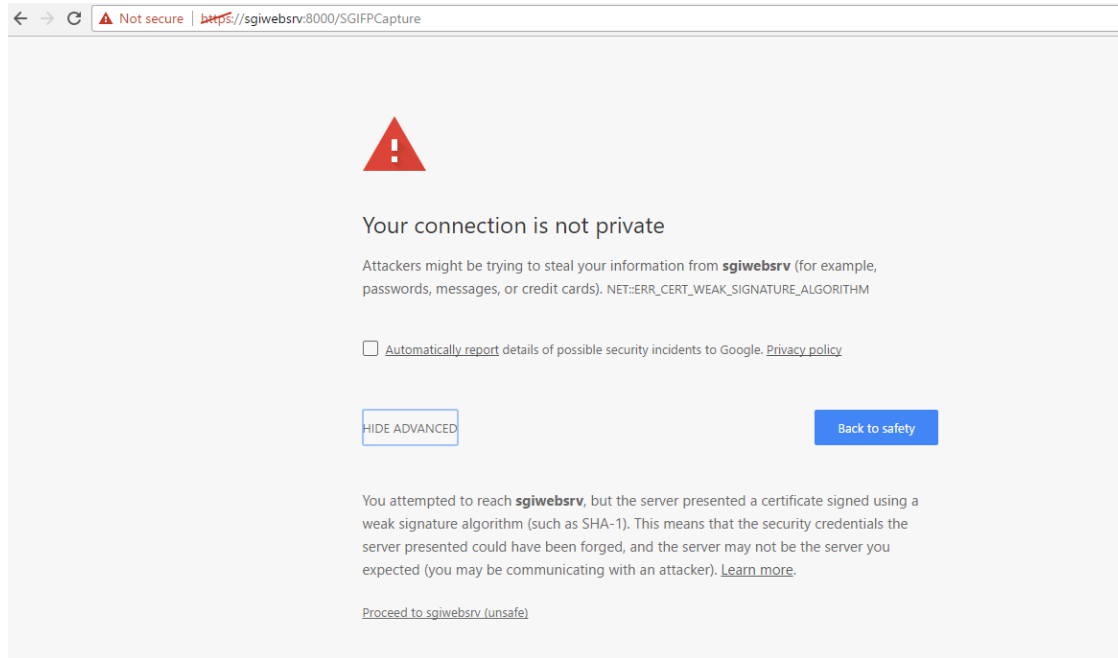 Not secure | https://sgiwebsrv:8000/SGIFPCapture
Your connection is not private
Attackers might be trying to steal your information from sgiwebsrv (for example,
passwords, messages, or credit cards). NET::ERR_CERT_WEAK_SIGNATURE_ALGORITHM
Automatically report details of possible security incidents to Google. Privacy policy
HIDE ADVANCED
Back to safety
You attempted to reach sgiwebsrv, but the server presented a certificate signed using a
weak signature algorithm (such as SHA-1). This means that the security credentials the
server presented could have been forged, and the server may not be the server you
expected (you may be communicating with an attacker). Learn more.
Proceed to sgiwebsrv (unsafe)